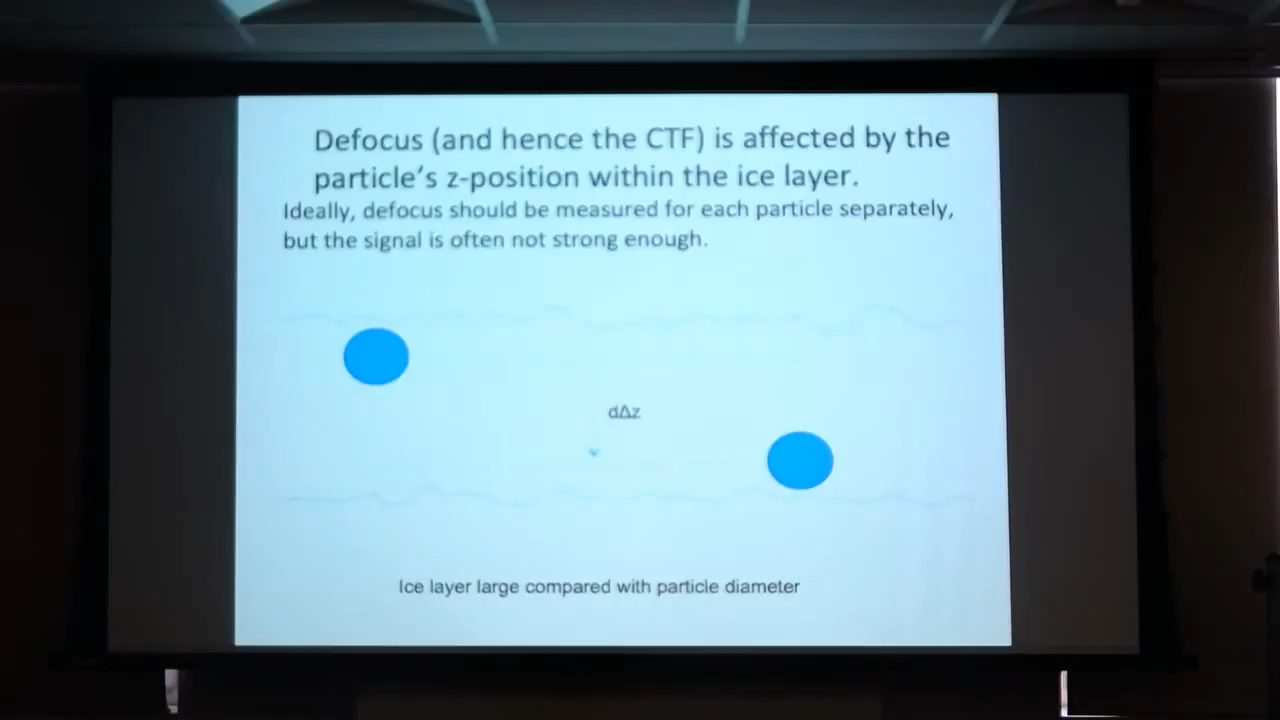 Defocus (and hence the CTF) is affected by the
particle's z-position within the ice layer.
Ideally, defocus should be measured for each particle separately,
but the signal is often not strong enough.
dΔz
Ice layer large compared with particle diameter